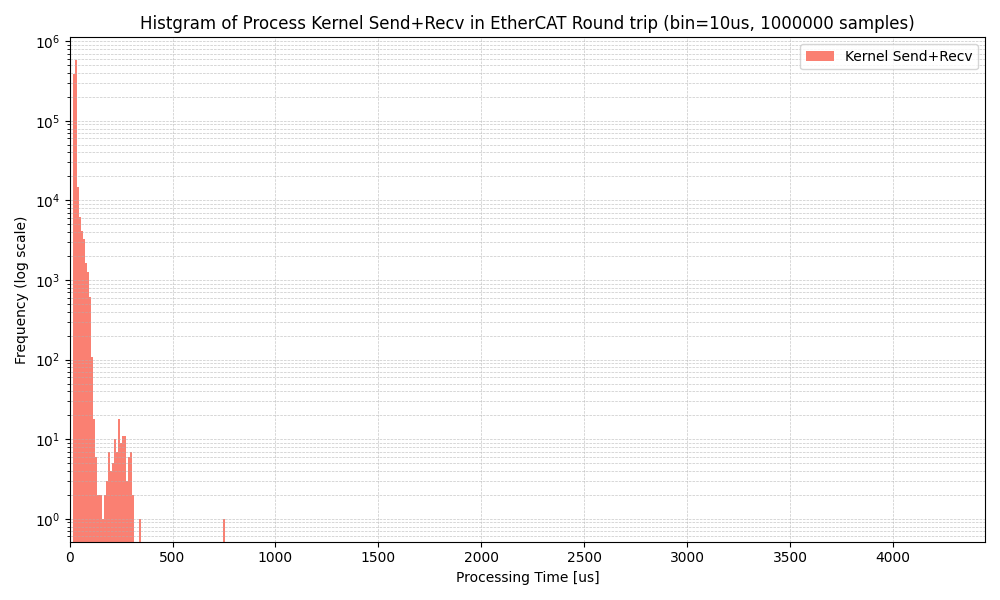 Histgram of Process Kernel Send+Recv in EtherCAT Round trip (bin=10us, 1000000 samples)
Kernel Send+Recv
Frequency (log scale)
10⁶
10⁵
10⁴
10³
10²
10¹
10⁰
0 500 1000 1500 2000 2500 3000 3500 4000
Processing Time [us]